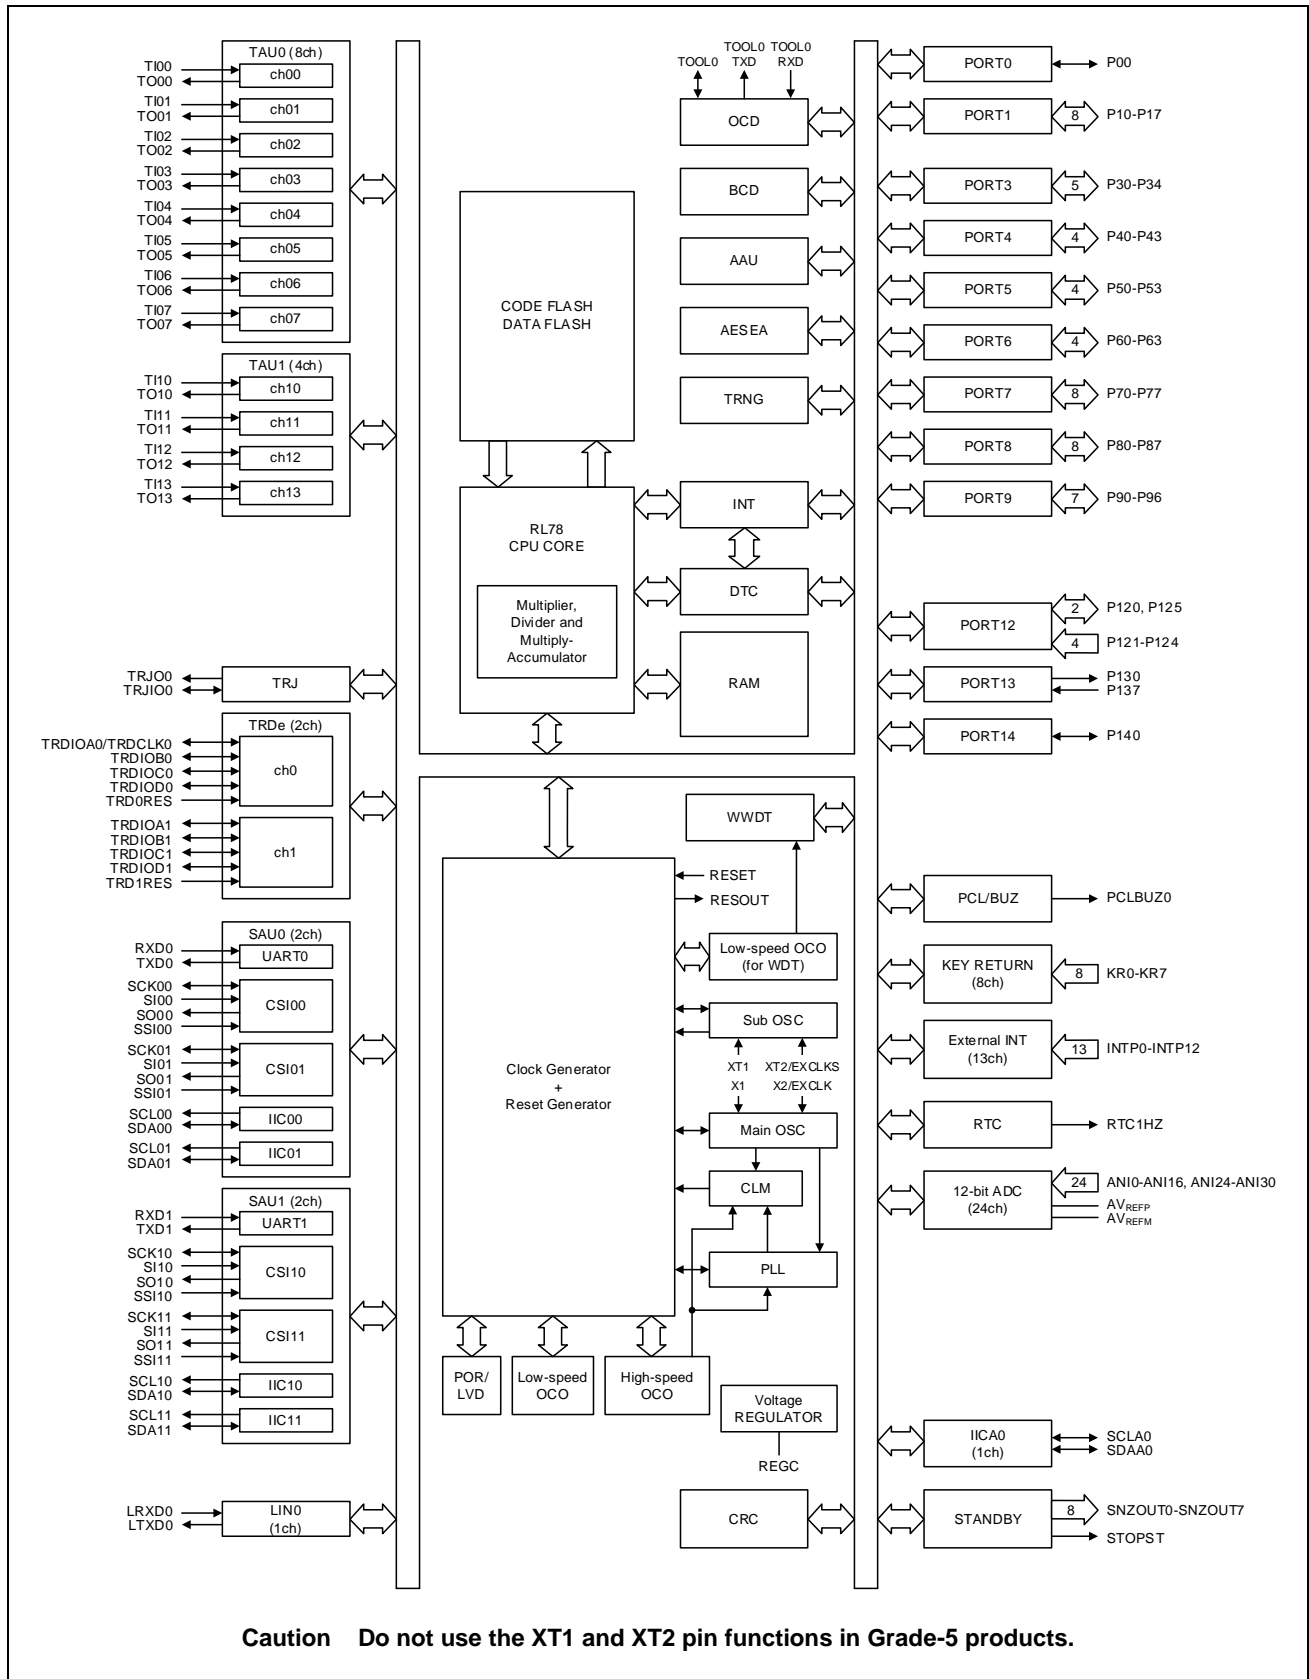 TAU0 (8ch)
TI00
TO00
ch00
TI01
TO01
ch01
TI02
TO02
ch02
TI03
TO03
ch03
TI04
TO04
ch04
TI05
TO05
ch05
TI06
TO06
ch06
TI07
TO07
ch07
TAU1 (4ch)
TI10
TO10
ch10
TI11
TO11
ch11
TI12
TO12
ch12
TI13
TO13
ch13
TRJO0
TRJIO0
TRJ
TRDe (2ch)
TRDIOA0/TRDCLK0
TRDIOB0
TRDIOC0
TRDIOD0
TRD0RES
ch0
TRDIOA1
TRDIOB1
TRDIOC1
TRDIOD1
TRD1RES
ch1
SAU0 (2ch)
RXD0
TXD0
UART0
SCK00
SI00
SO00
SSI00
CSI00
SCK01
SI01
SO01
SSI01
CSI01
SCL00
SDA00
IIC00
SCL01
SDA01
IIC01
SAU1 (2ch)
RXD1
TXD1
UART1
SCK10
SI10
SO10
SSI10
CSI10
SCK11
SI11
SO11
SSI11
CSI11
SCL10
SDA10
IIC10
SCL11
SDA11
IIC11
LRXD0
LTXD0
LIN0
(1ch)
CODE FLASH
DATA FLASH
RL78
CPU CORE
Multiplier,
Divider and
Multiply-
Accumulator
TOOL0
TOOL0
TXD
TOOL0
RXD
OCD
BCD
AAU
AESEA
TRNG
INT
DTC
RAM
WWDT
RESET
RESOUT
Low-speed OCO
(for WDT)
Sub OSC
XT1
XT2/EXCLKS
X1
X2/EXCLK
Main OSC
CLM
PLL
Clock Generator
+
Reset Generator
POR/
LVD
Low-speed
OCO
High-speed
OCO
Voltage
REGULATOR
REGC
CRC
PORT0
P00
PORT1
8
P10-P17
PORT3
5
P30-P34
PORT4
4
P40-P43
PORT5
4
P50-P53
PORT6
4
P60-P63
PORT7
8
P70-P77
PORT8
8
P80-P87
PORT9
7
P90-P96
PORT12
2
P120, P125
4
P121-P124
PORT13
P130
P137
PORT14
P140
PCL/BUZ
PCLBUZ0
KEY RETURN
(8ch)
8
KR0-KR7
External INT
(13ch)
13
INTP0-INTP12
RTC
RTC1HZ
12-bit ADC
(24ch)
24
ANI0-ANI16, ANI24-ANI30
AVREFP
AVREFM
IICA0
(1ch)
SCLA0
SDAA0
STANDBY
8
SNZOUT0-SNZOUT7
STOPST
Caution Do not use the XT1 and XT2 pin functions in Grade-5 products.